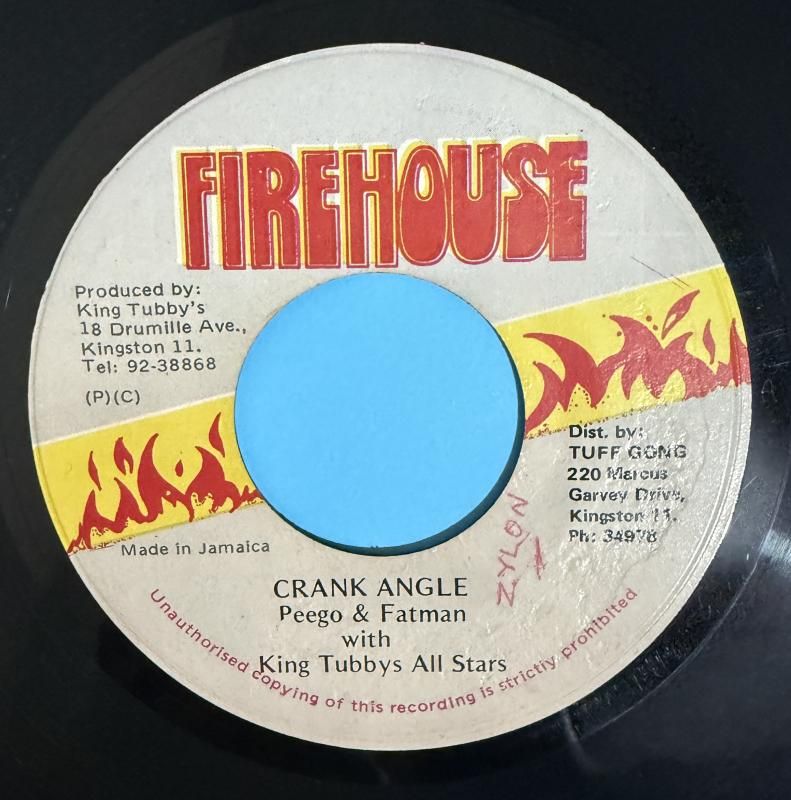 FIREHOUSE
Produced by:
King Tubby's
18 Drumille Ave.,
Kingston 11.
Tel: 92-38868
(P)(C)
Dist. by:
TUFF GONG
220 Marcus
Garvey Drive,
Kingston 11.
Ph: 34978
Made in Jamaica
ZYLON
CRANK ANGLE
Peego & Fatman
with
King Tubbys All Stars
Unauthorised copying of this recording is strictly prohibited